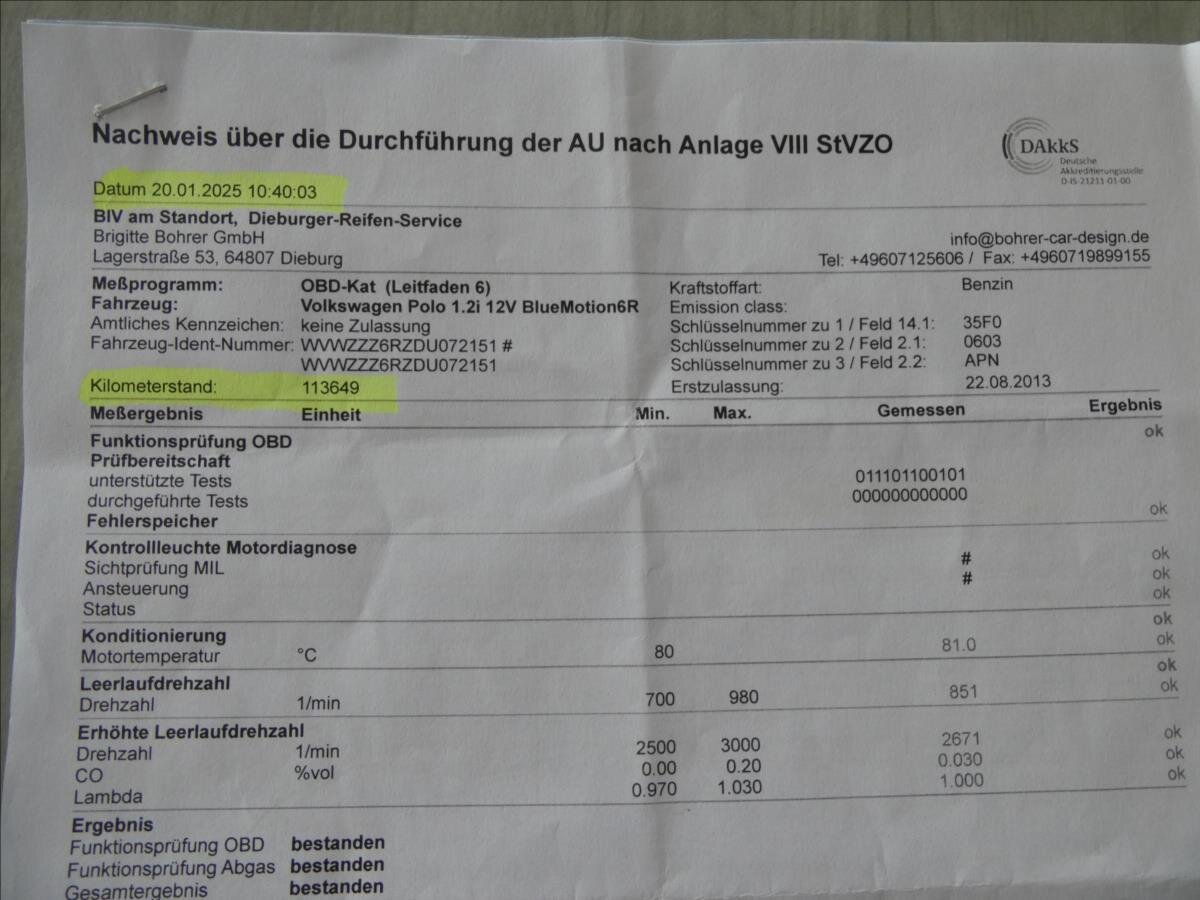 Nachweis über die Durchführung der AU nach Anlage VIII StVZO
DAkkS
Deutsche
Akkreditierungsstelle
D-IS-21211-01-00
Datum 20.01.2025 10:40:03
BIV am Standort, Dieburger-Reifen-Service
Brigitte Bohrer GmbH
Lagerstraße 53, 64807 Dieburg
info@bohrer-car-design.de
Tel: +49607125606 / Fax: +4960719899155
Meßprogramm: OBD-Kat (Leitfaden 6) Kraftstoffart: Benzin
Fahrzeug: Volkswagen Polo 1.2i 12V BlueMotion6R Emission class:
Amtliches Kennzeichen: keine Zulassung Schlüsselnummer zu 1 / Feld 14.1: 35F0
Fahrzeug-Ident-Nummer: WVWZZZ6RZDU072151 # Schlüsselnummer zu 2 / Feld 2.1: 0603
WVWZZZ6RZDU072151 Schlüsselnummer zu 3 / Feld 2.2: APN
Kilometerstand: 113649 Erstzulassung: 22.08.2013
Meßergebnis Einheit Min. Max. Gemessen Ergebnis
Funktionsprüfung OBD ok
Prüfbereitschaft
unterstützte Tests 011101100101
durchgeführte Tests 000000000000
Fehlerspeicher ok
Kontrollleuchte Motordiagnose
Sichtprüfung MIL # ok
Ansteuerung # ok
Status ok
Konditionierung ok
Motortemperatur °C 80 81.0 ok
Leerlaufdrehzahl ok
Drehzahl 1/min 700 980 851 ok
Erhöhte Leerlaufdrehzahl
Drehzahl 1/min 2500 3000 2671 ok
CO %vol 0.00 0.20 0.030 ok
Lambda 0.970 1.030 1.000 ok
Ergebnis
Funktionsprüfung OBD bestanden
Funktionsprüfung Abgas bestanden
Gesamtergebnis bestanden